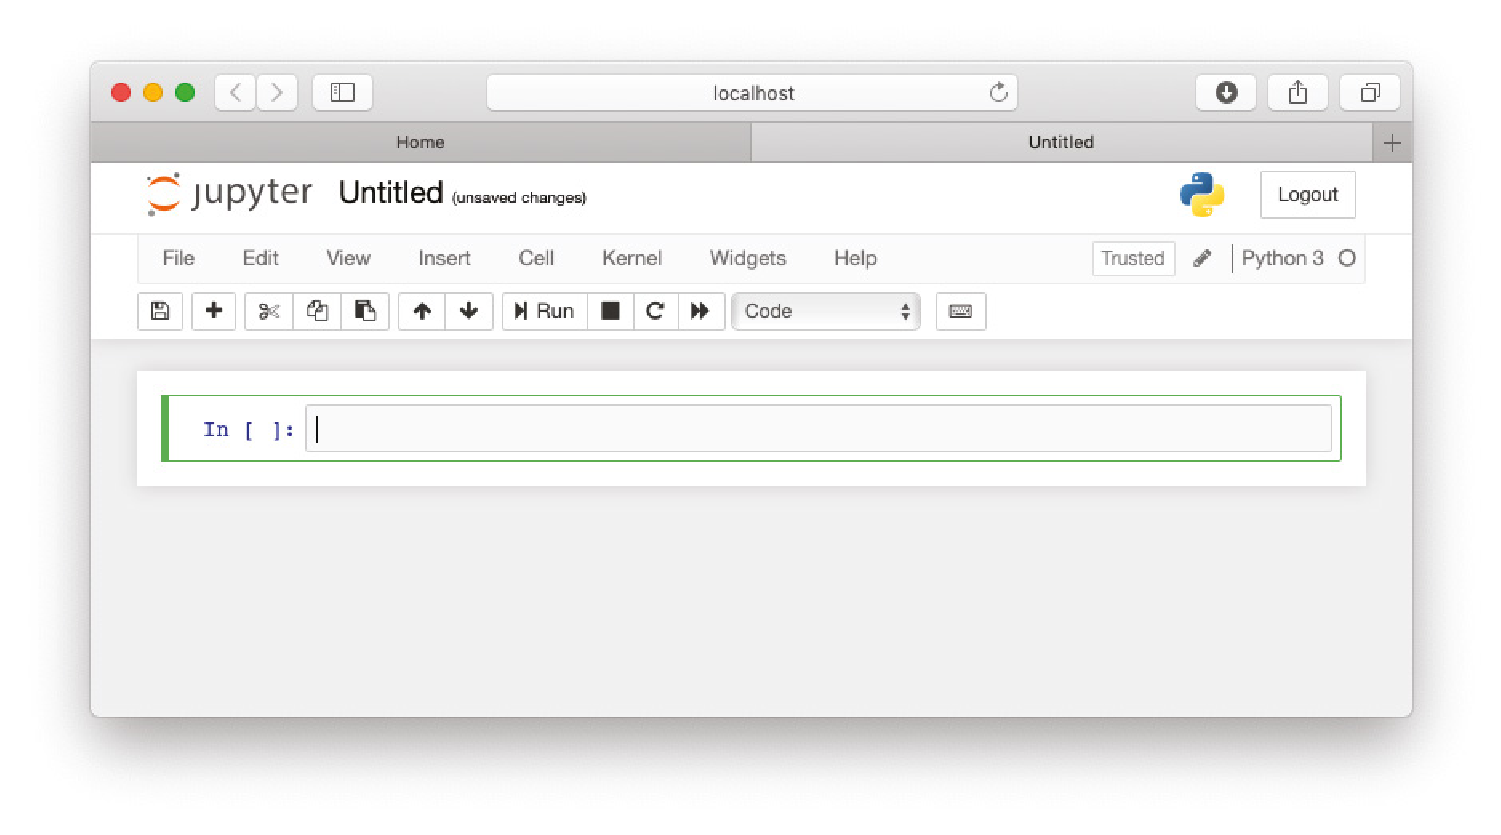 localhost
Home Untitled
jupyter Untitled (unsaved changes) Logout
File Edit View Insert Cell Kernel Widgets Help Trusted Python 3
Run Code
In [ ]: